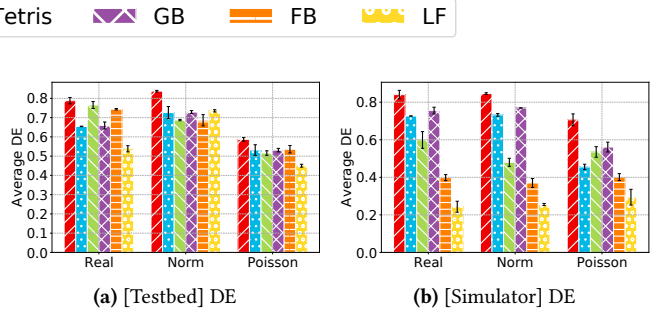 Tetris GB FB LF
Average DE
0.8
0.7
0.6
0.5
0.4
0.3
0.2
0.1
0.0
Real Norm Poisson
(a) [Testbed] DE
Average DE
0.8
0.6
0.4
0.2
0.0
Real Norm Poisson
(b) [Simulator] DE